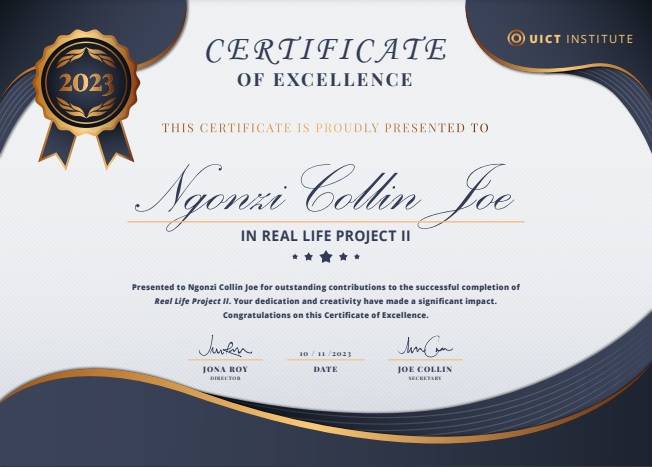 CERTIFICATE
OF EXCELLENCE
UICT INSTITUTE
2023
THIS CERTIFICATE IS PROUDLY PRESENTED TO
Ngonzi Collin Joe
IN REAL LIFE PROJECT II
Presented to Ngonzi Collin Joe for outstanding contributions to the successful completion of
Real Life Project II. Your dedication and creativity have made a significant impact.
Congratulations on this Certificate of Excellence.
10 / 11 /2023
JONA ROY DATE JOE COLLIN
DIRECTOR SECRETARY